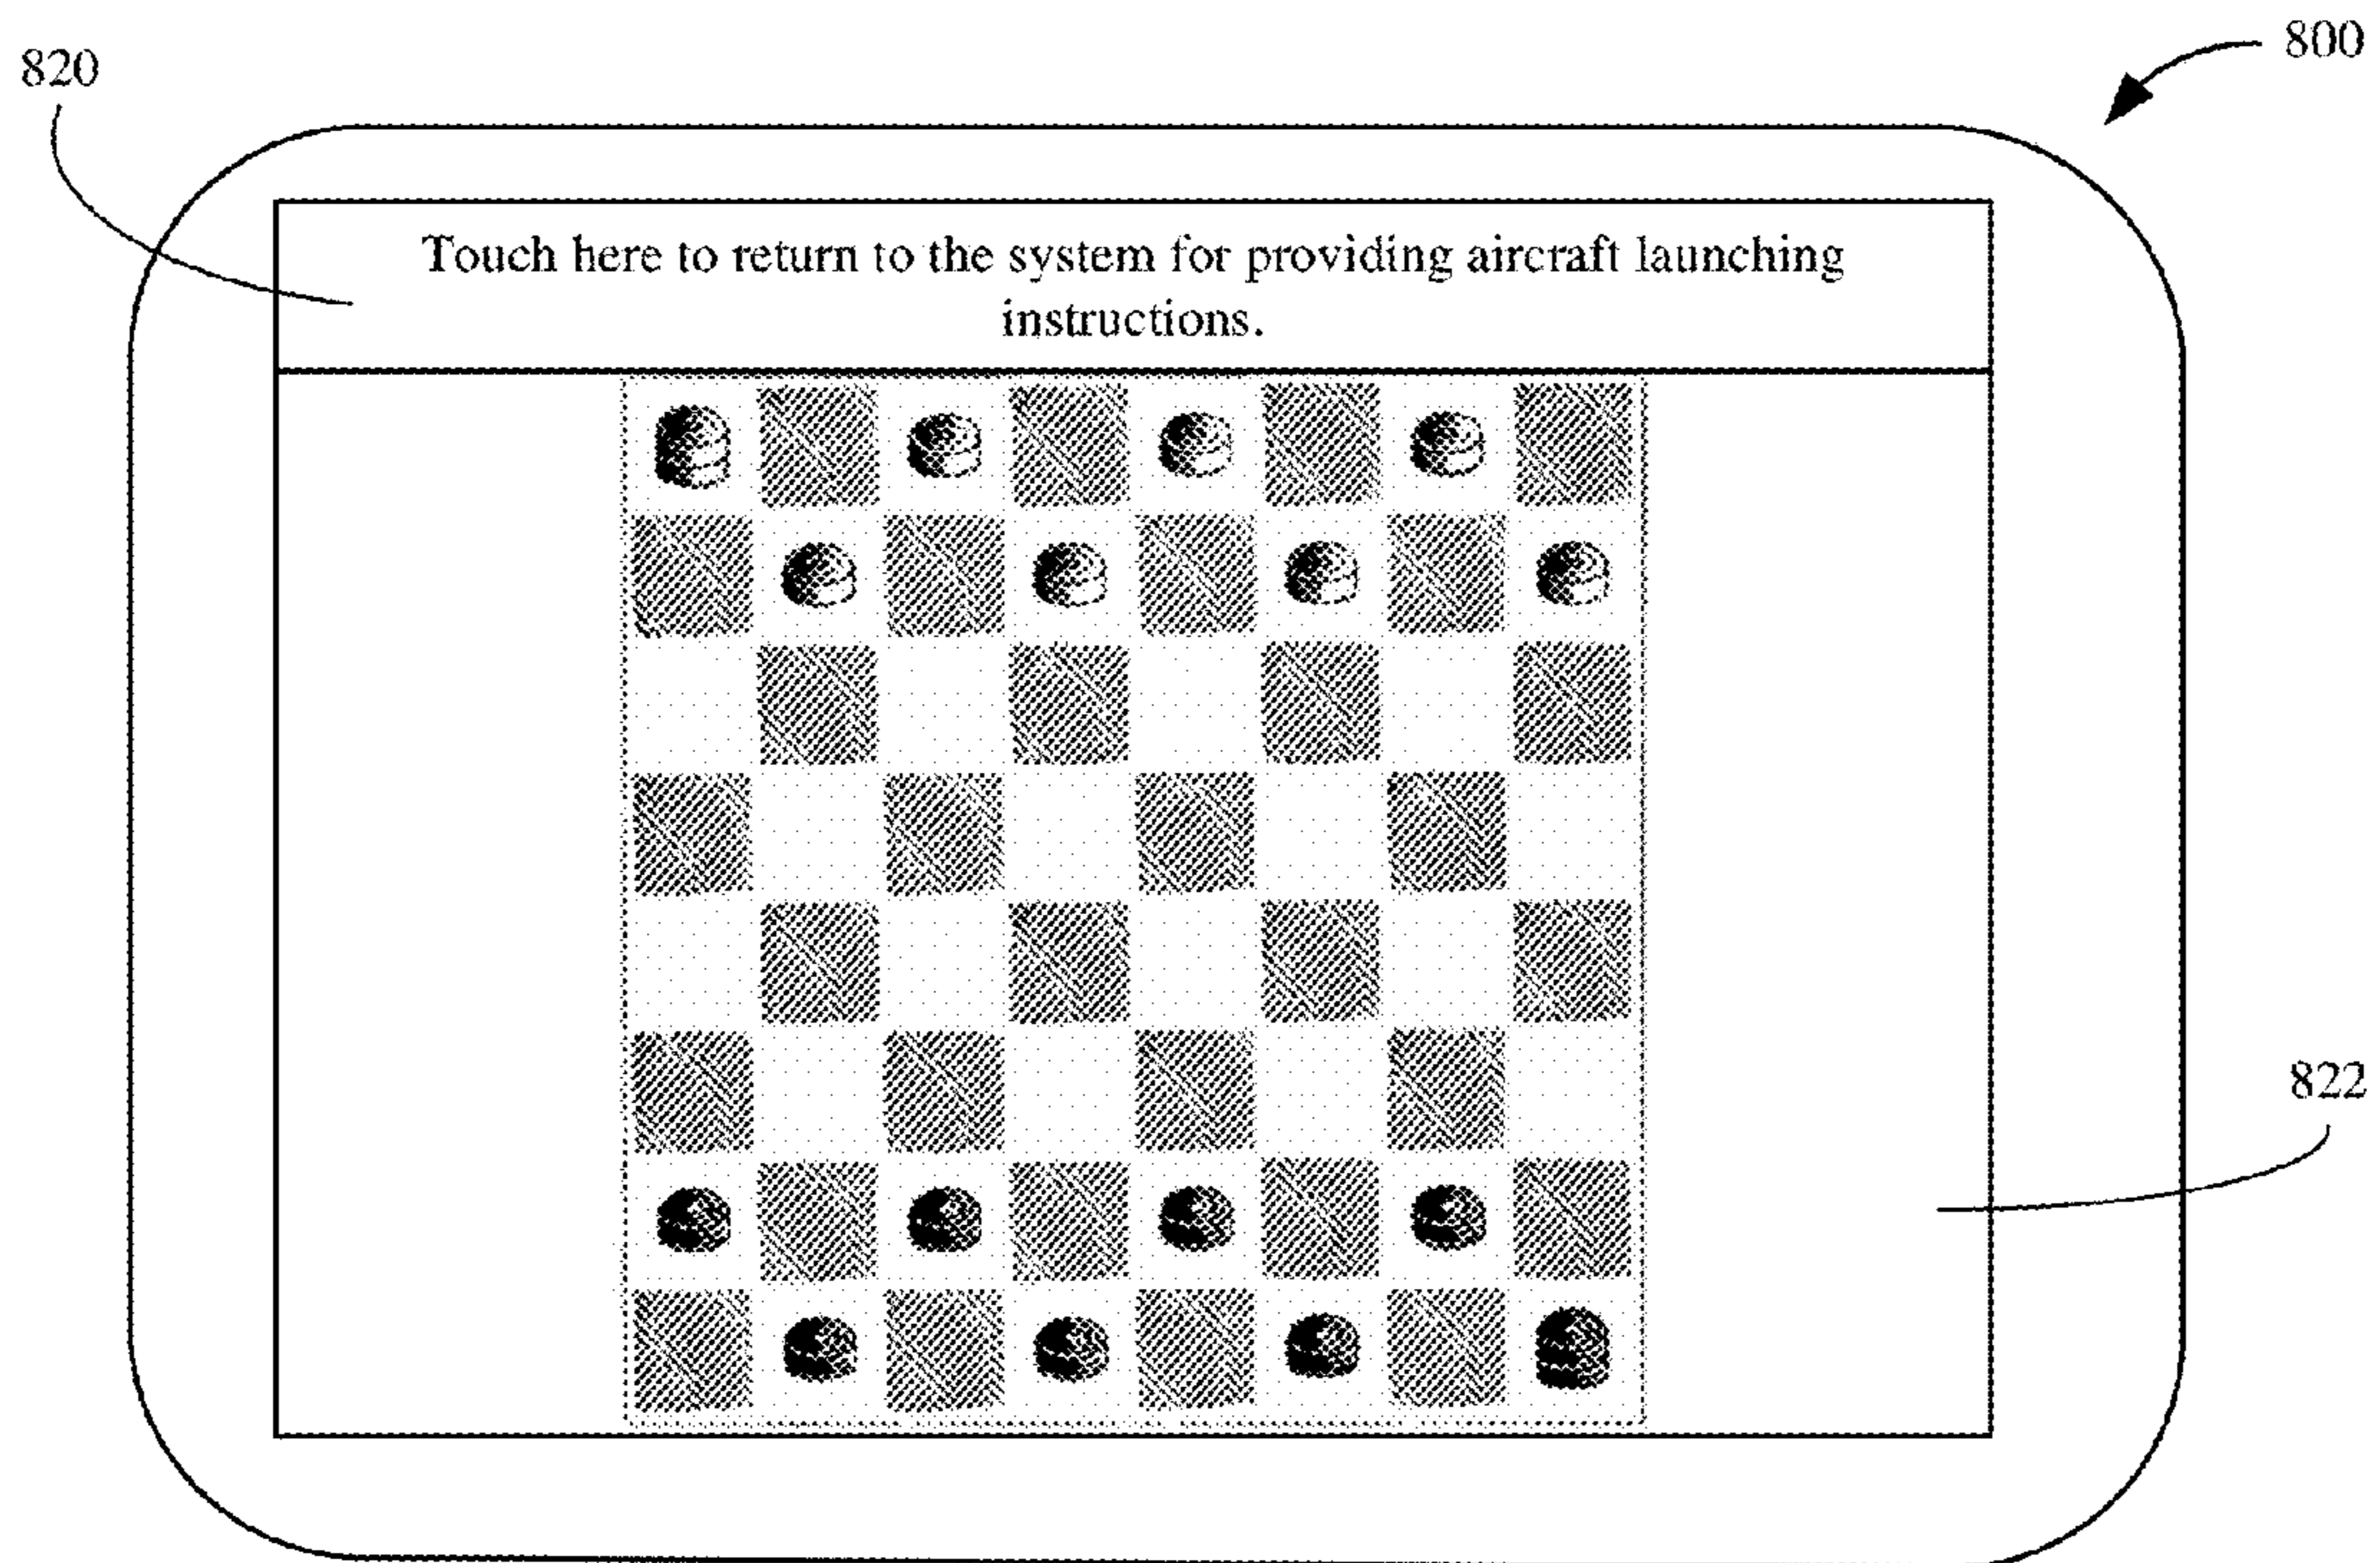 800
820
Touch here to return to the system for providing aircraft launching
instructions.
822